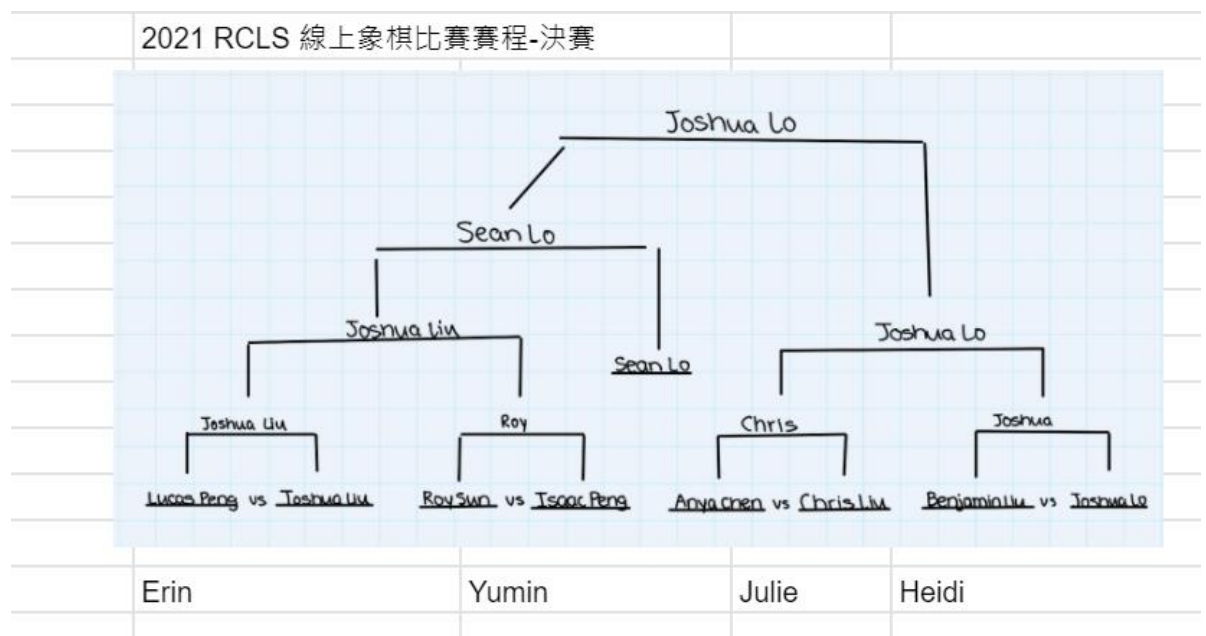 2021 RCLS 線上象棋比賽賽程-決賽
Joshua Lo
Sean Lo
Joshua Liu
Joshua Lo
Sean Lo
Joshua Liu
Roy
Chris
Joshua
Lucas Peng vs Joshua Liu
Roy Sun vs Isaac Peng
Anya Chen vs Chris Liu
Benjamin Liu vs Joshua Lo
Erin
Yumin
Julie
Heidi